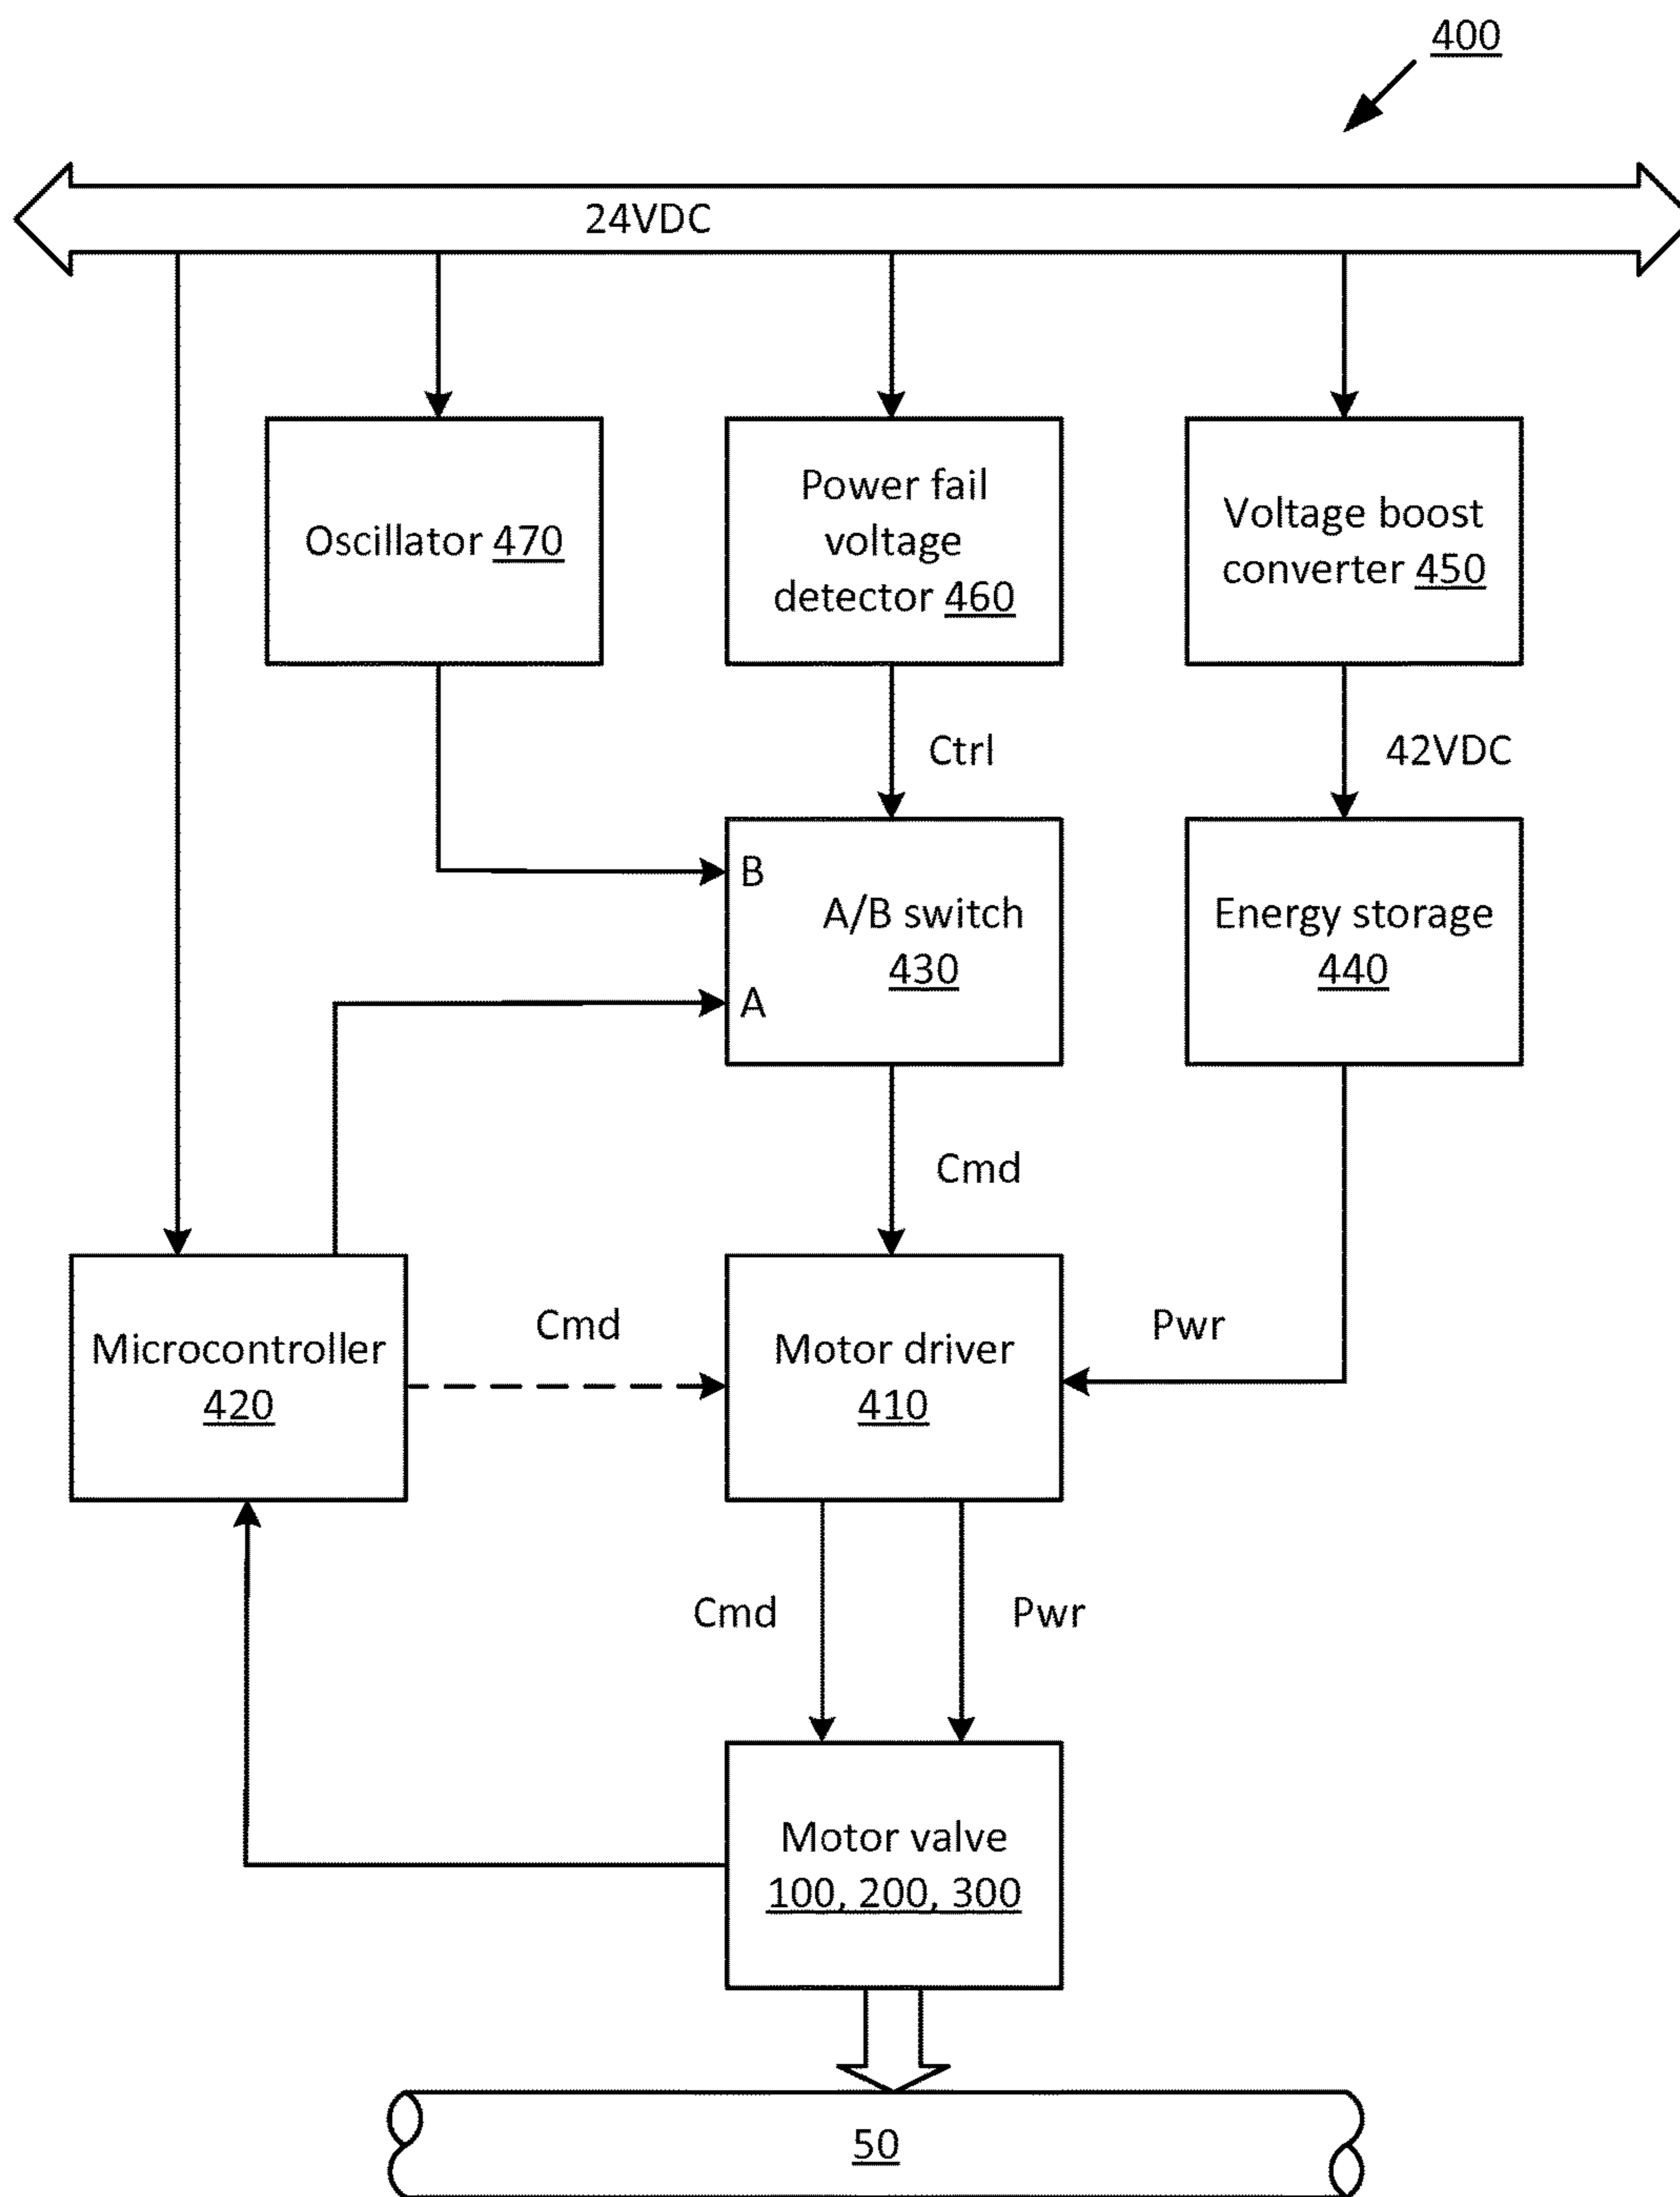 400
24VDC
Oscillator 470
Power fail
voltage
detector 460
Voltage boost
converter 450
Ctrl
42VDC
B
A/B switch
430
A
Energy storage
440
Cmd
Microcontroller
420
Cmd
Motor driver
410
Pwr
Cmd
Pwr
Motor valve
100, 200, 300
50